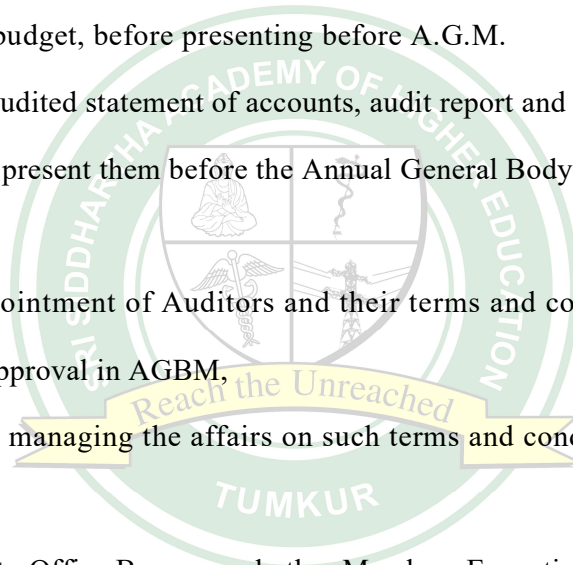 budget, before presenting before A.G.M.
udited statement of accounts, audit report and
present them before the Annual General Body
ointment of Auditors and their terms and co
pproval in AGBM,
managing the affairs on such terms and cond
SRI SIDDHARTHA ACADEMY OF HIGHER EDUCATION
Reach the Unreached
TUMKUR